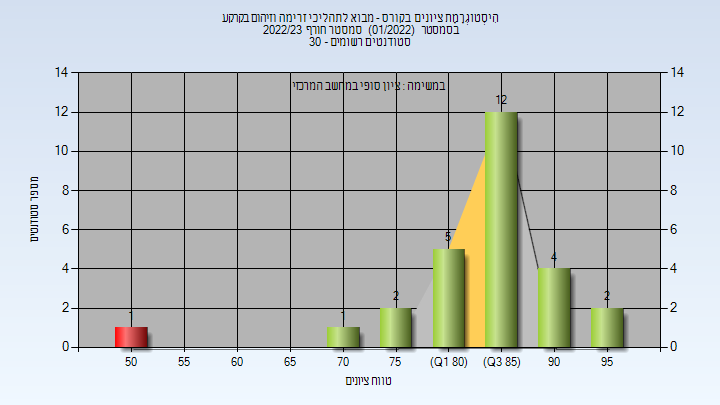 היסטוגרמת ציונים בקורס - מבוא לתהליכי זרימה וזיהום בקרקע
בסמסטר (01/2022) סמסטר חורף 2022/23
סטודנטים רשומים - 30
במשימה : ציון סופי במחשב המרכזי
14 14
12 12
10 10
8 8
6 6
4 4
2 2
0 0
מספר סטודנטים
1 1 2 5 12 4 2
50 55 60 65 70 75 (Q1 80) (Q3 85) 90 95
טווח ציונים